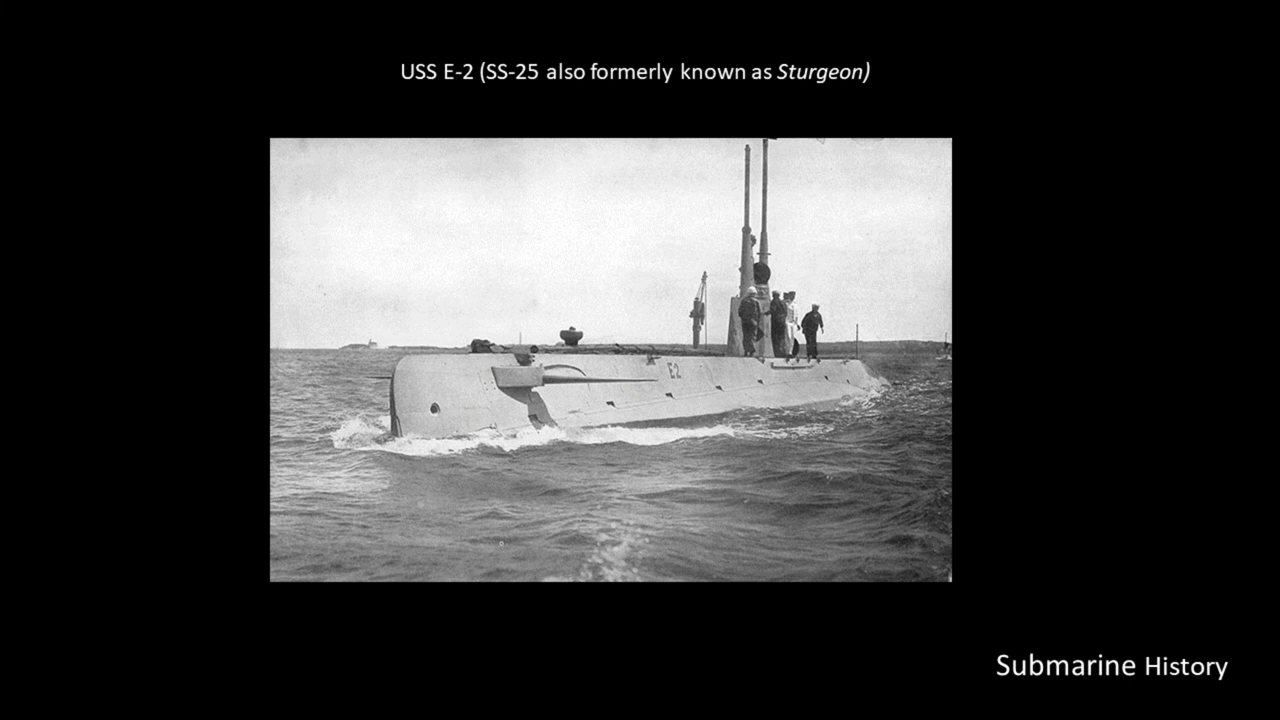 USS E-2 (SS-25 also formerly known as Sturgeon)
E2
Submarine History